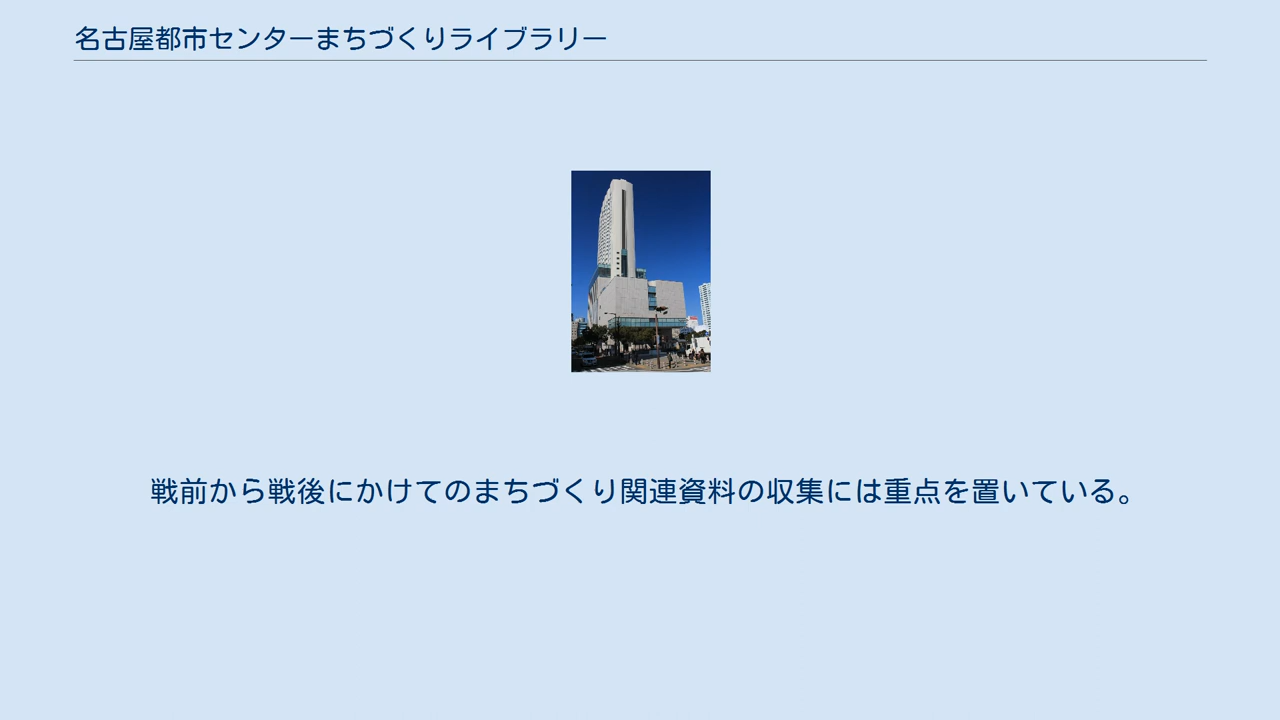 名古屋都市センターまちづくりライブラリー
戦前から戦後にかけてのまちづくり関連資料の収集には重点を置いている。